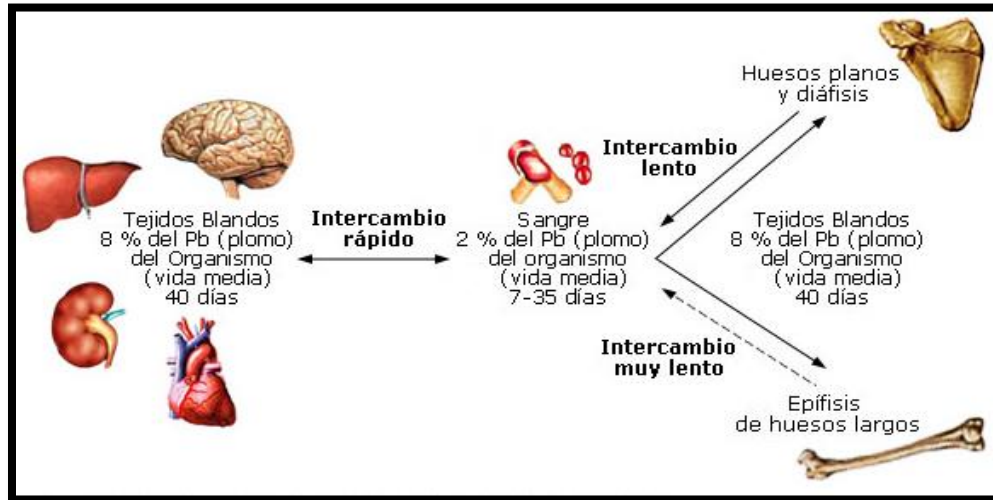 Huesos planos
y diáfisis
Intercambio
lento
Tejidos Blandos
8 % del Pb (plomo)
del Organismo
(vida media)
40 días
Intercambio
rápido
Sangre
2 % del Pb (plomo)
del organismo
(vida media)
7-35 días
Tejidos Blandos
8 % del Pb (plomo)
del Organismo
(vida media)
40 días
Intercambio
muy lento
Epífisis
de huesos largos